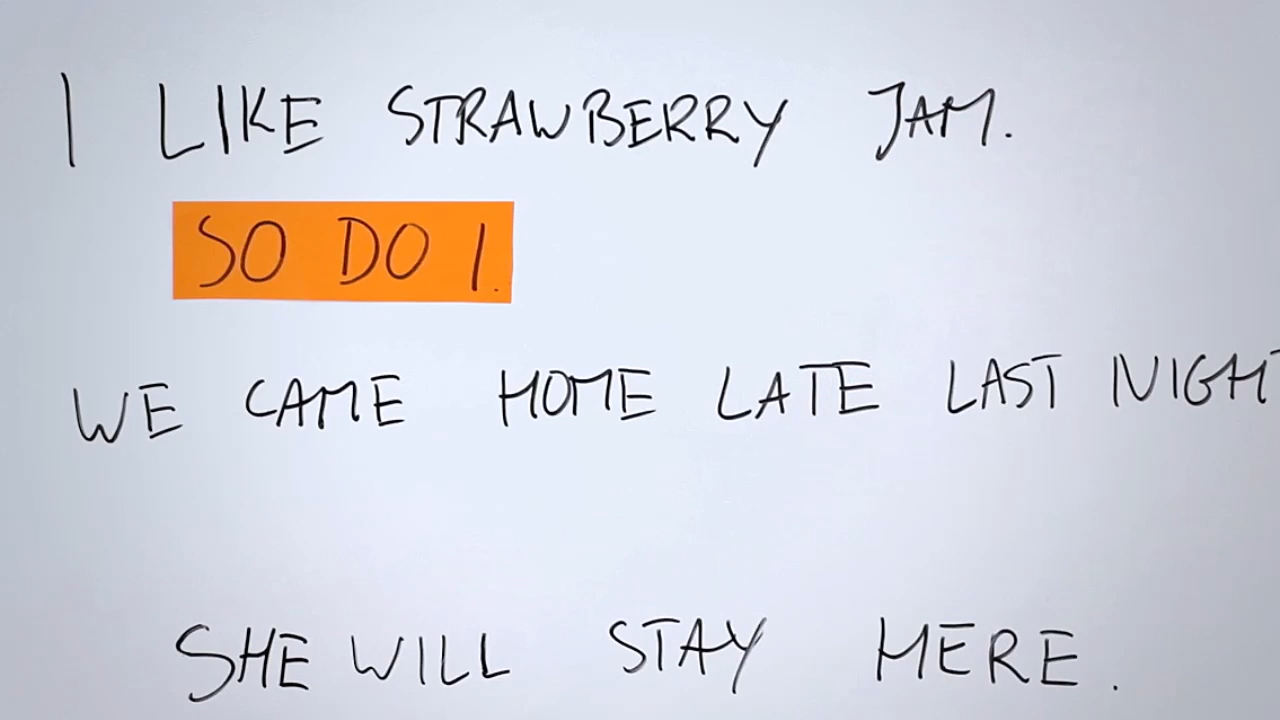 I LIKE STRAWBERRY JAM.
SO DO I.
WE CAME HOME LATE LAST NIGHT
SHE WILL STAY HERE.